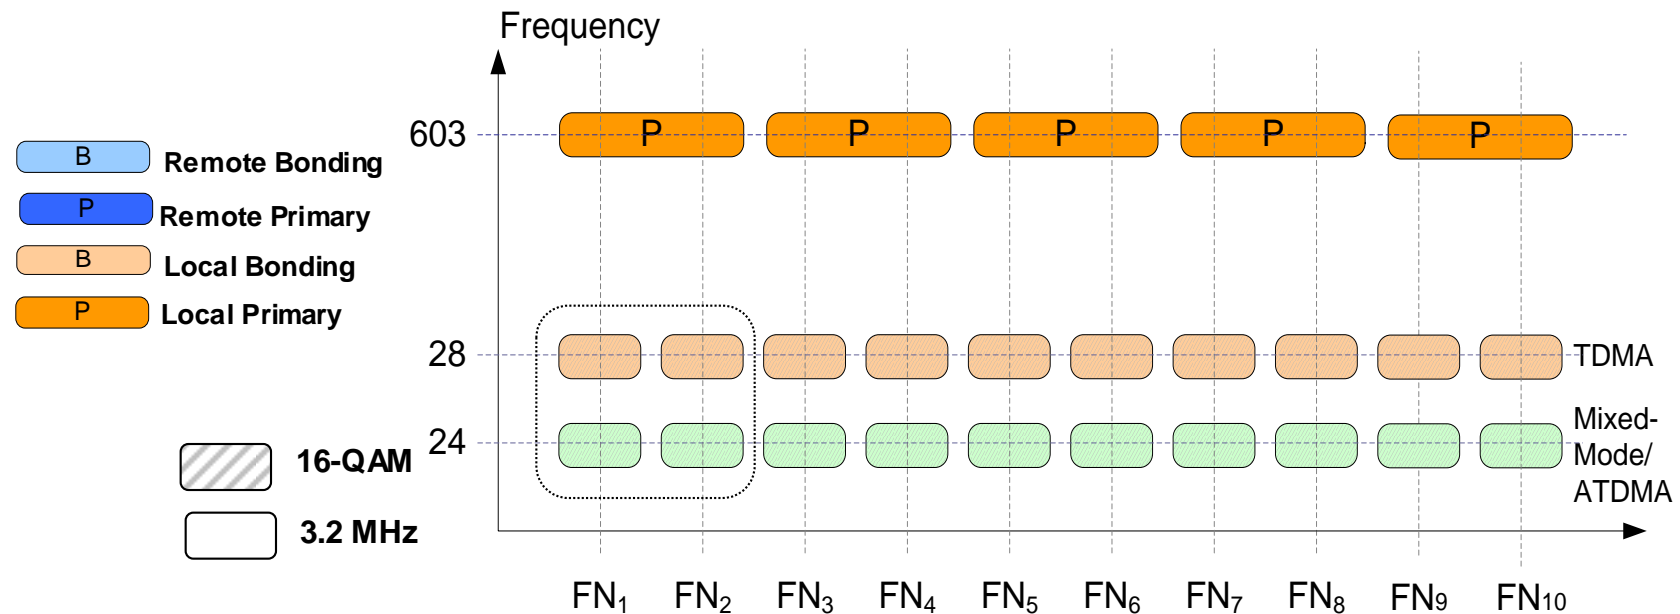 Frequency
603
P P P P P
B Remote Bonding
P Remote Primary
B Local Bonding
P Local Primary
28
TDMA
24
Mixed-
Mode/
ATDMA
16-QAM
3.2 MHz
FN1 FN2 FN3 FN4 FN5 FN6 FN7 FN8 FN9 FN10